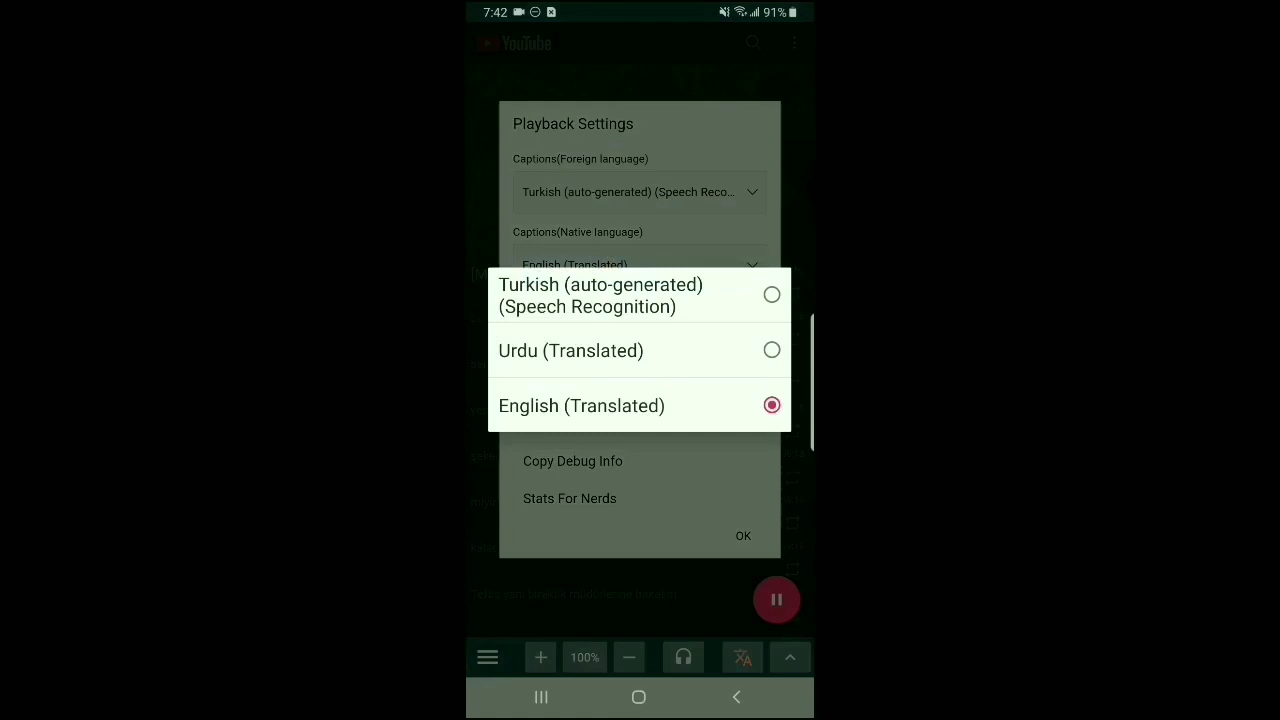 7:42
91%
YouTube
Playback Settings
Captions(Foreign language)
Turkish (auto-generated) (Speech Reco...
Captions(Native language)
English (Translated)
Turkish (auto-generated)
(Speech Recognition)
Urdu (Translated)
English (Translated)
Copy Debug Info
Stats For Nerds
OK
100%